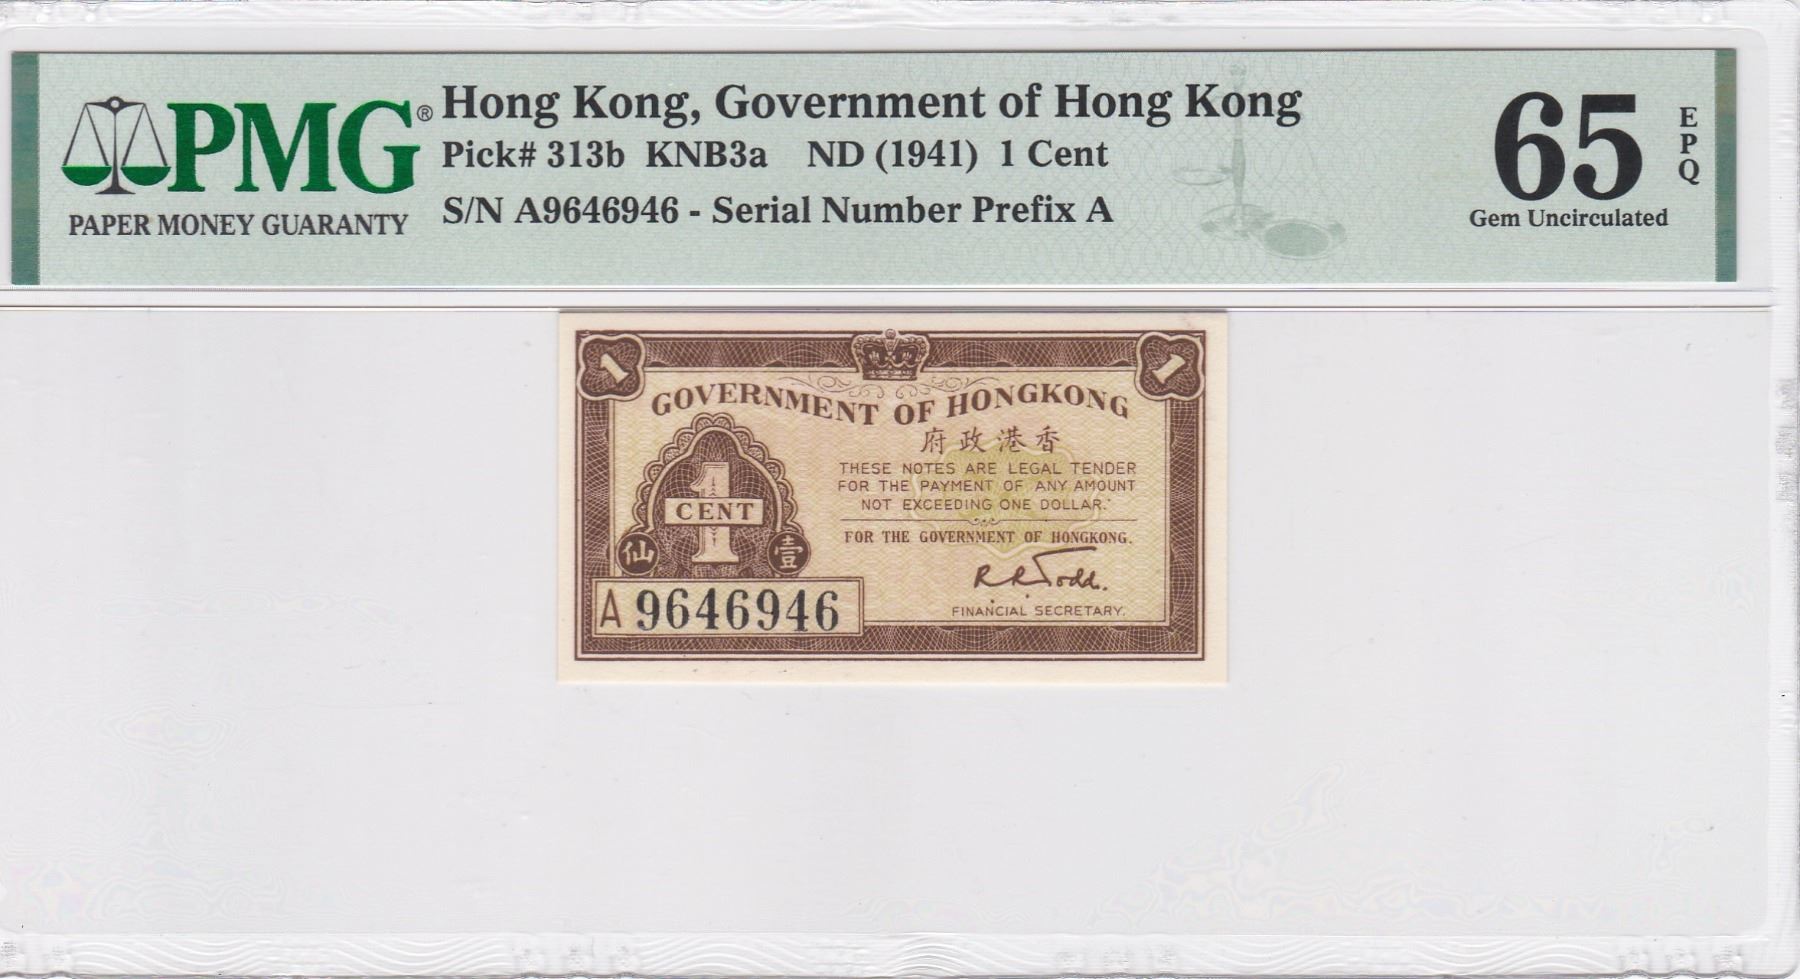 PMG®
PAPER MONEY GUARANTY
Hong Kong, Government of Hong Kong
Pick# 313b KNB3a ND (1941) 1 Cent
S/N A9646946 - Serial Number Prefix A
65
EPQ
Gem Uncirculated
1
1
GOVERNMENT OF HONGKONG
府政港香
THESE NOTES ARE LEGAL TENDER
FOR THE PAYMENT OF ANY AMOUNT
NOT EXCEEDING ONE DOLLAR.
FOR THE GOVERNMENT OF HONGKONG.
R.R.Todd.
FINANCIAL SECRETARY.
1
CENT
仙 壹
A 9646946